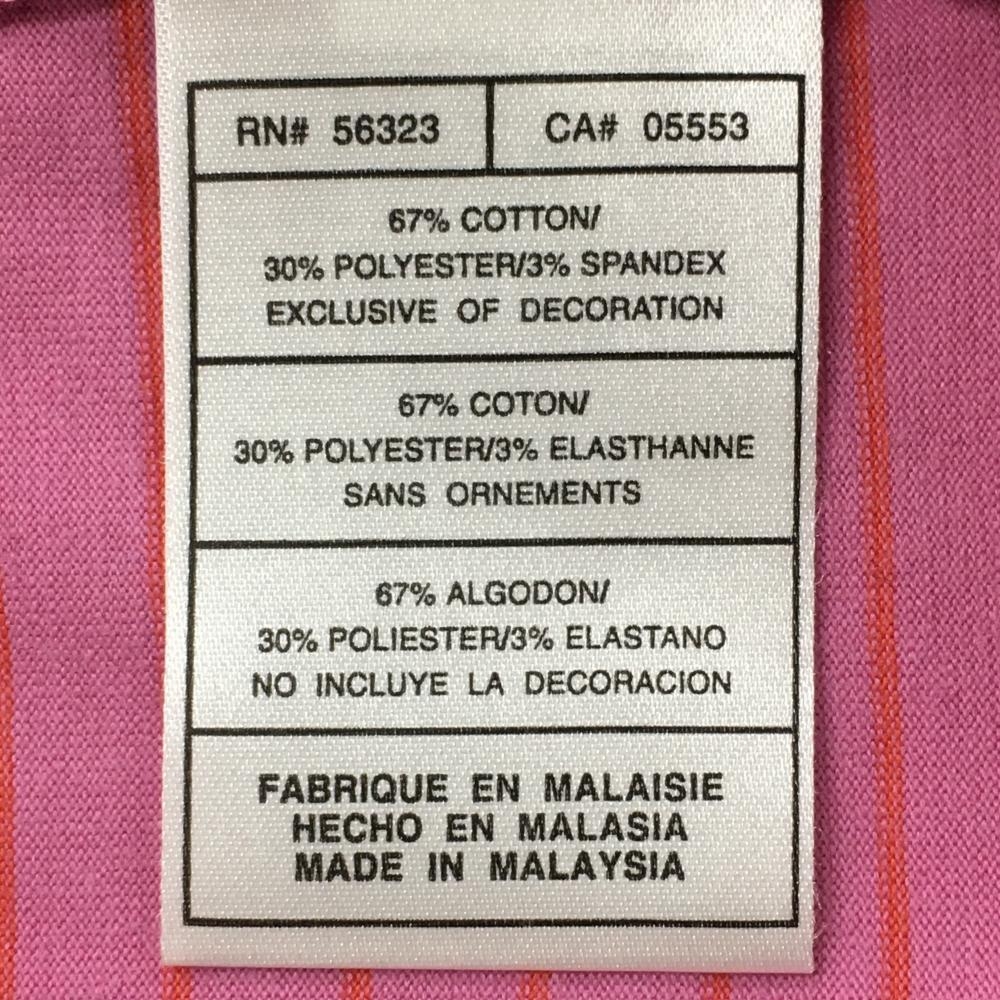 RN# 56323 CA# 05553
67% COTTON/
30% POLYESTER/3% SPANDEX
EXCLUSIVE OF DECORATION
67% COTON/
30% POLYESTER/3% ELASTHANNE
SANS ORNEMENTS
67% ALGODON/
30% POLIESTER/3% ELASTANO
NO INCLUYE LA DECORACION
FABRIQUE EN MALAISIE
HECHO EN MALASIA
MADE IN MALAYSIA